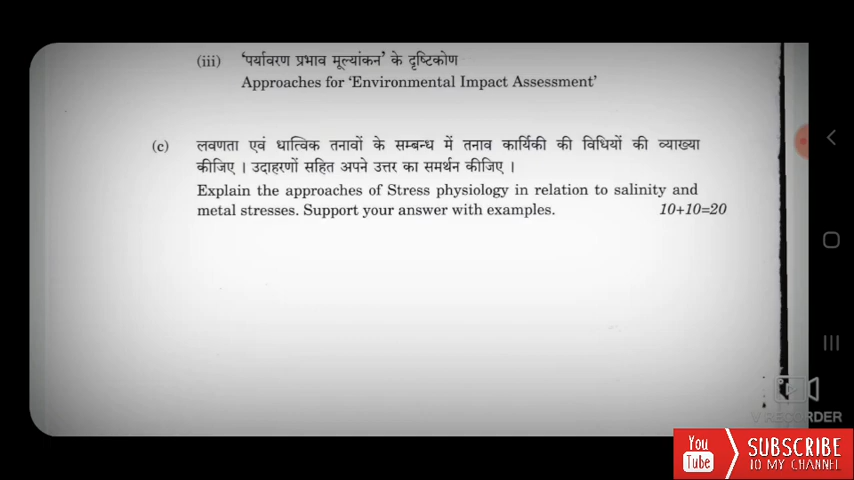 (iii) 'पर्यावरण प्रभाव मूल्यांकन' के दृष्टिकोण
Approaches for 'Environmental Impact Assessment'
(c) लवणता एवं धात्विक तनावों के सम्बन्ध में तनाव कार्यिकी की विधियों की व्याख्या
कीजिए । उदाहरणों सहित अपने उत्तर का समर्थन कीजिए ।
Explain the approaches of Stress physiology in relation to salinity and
metal stresses. Support your answer with examples. 10+10=20
V RECORDER
You
Tube
SUBSCRIBE
TO MY CHANNEL